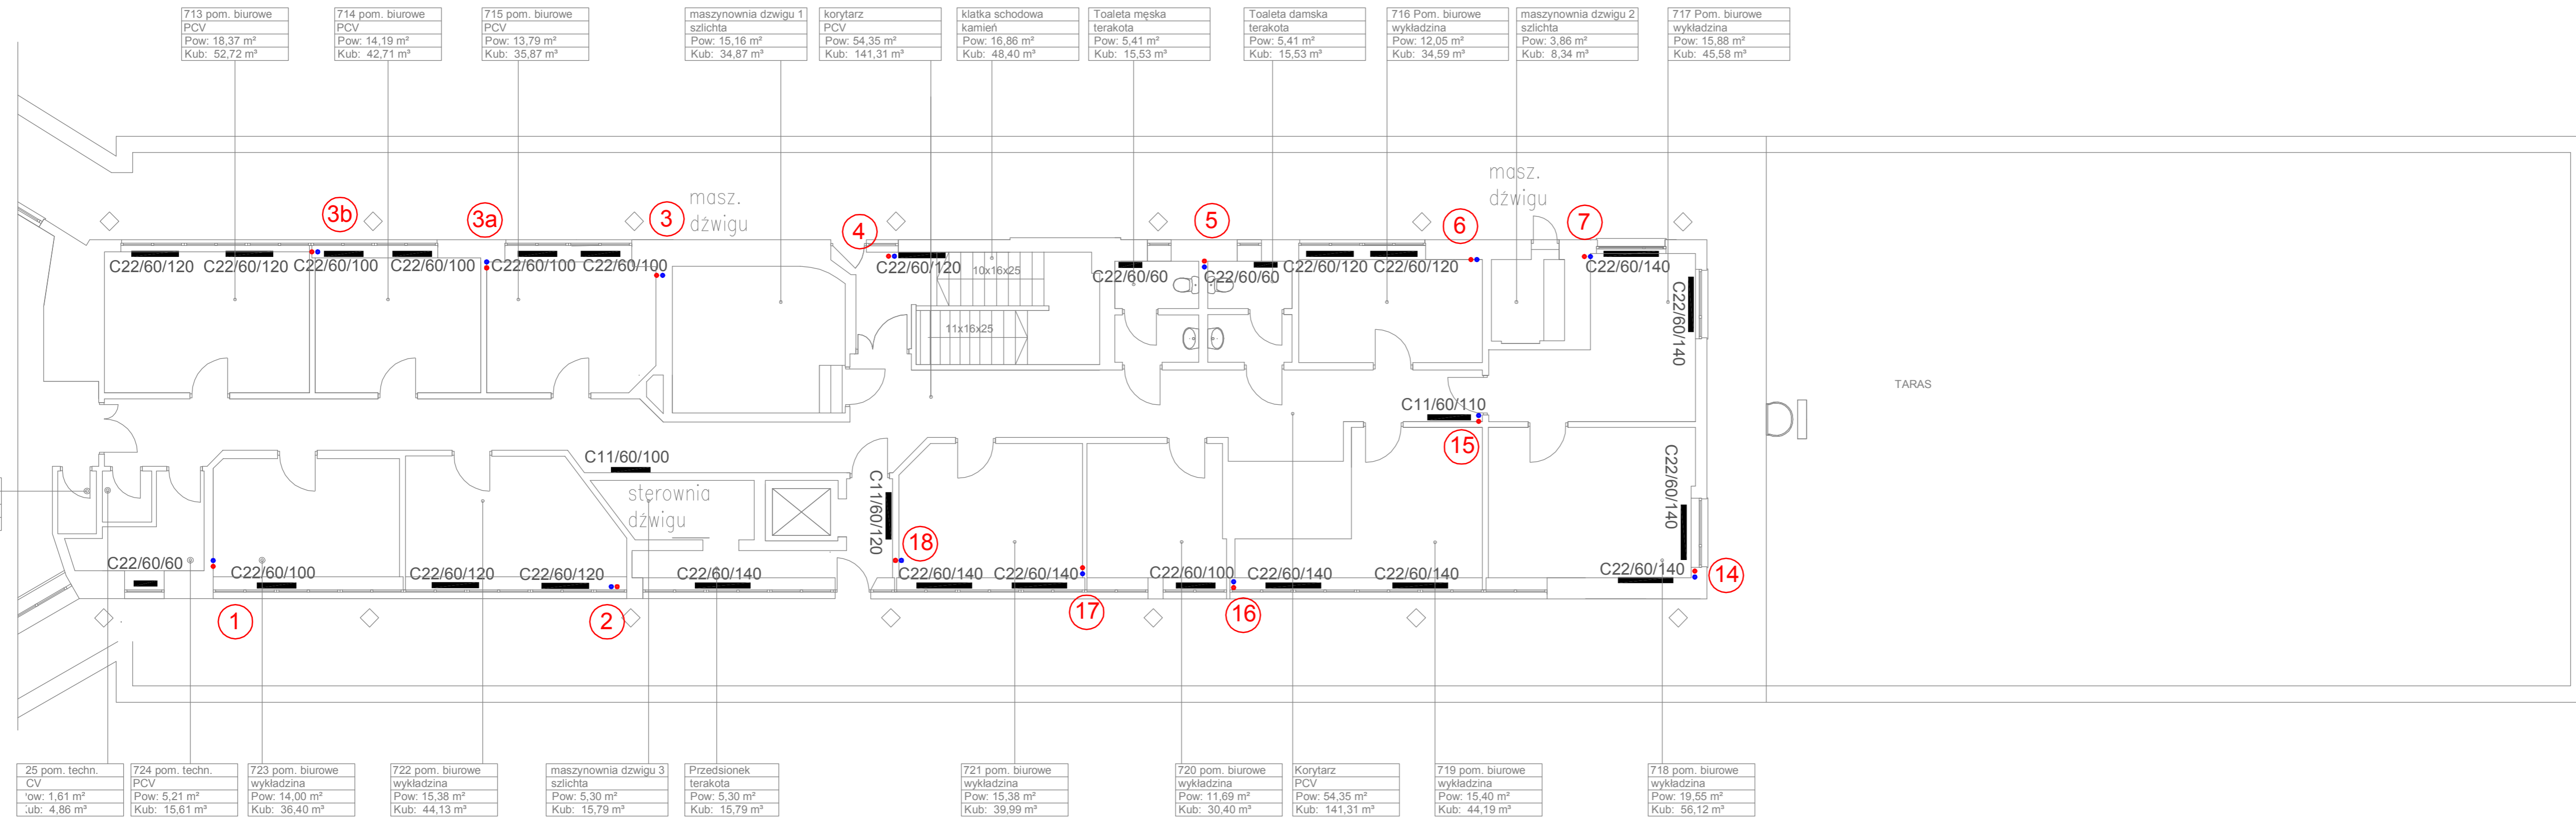 713 pom. biurowe
PCV
Pow: 18,37 m²
Kub: 52,72 m³
714 pom. biurowe
PCV
Pow: 14,19 m²
Kub: 42,71 m³
715 pom. biurowe
PCV
Pow: 13,79 m²
Kub: 35,87 m³
maszynownia dzwigu 1
szlichta
Pow: 15,16 m²
Kub: 34,87 m³
korytarz
PCV
Pow: 54,35 m²
Kub: 141,31 m³
klatka schodowa
kamień
Pow: 16,86 m²
Kub: 48,40 m³
Toaleta męska
terakota
Pow: 5,41 m²
Kub: 15,53 m³
Toaleta damska
terakota
Pow: 5,41 m²
Kub: 15,53 m³
716 Pom. biurowe
wykładzina
Pow: 12,05 m²
Kub: 34,59 m³
maszynownia dzwigu 2
szlichta
Pow: 3,86 m²
Kub: 8,34 m³
717 Pom. biurowe
wykładzina
Pow: 15,88 m²
Kub: 45,58 m³
masz.
dźwigu
masz.
dźwigu
3b
3a
3
4
5
6
7
C22/60/120
C22/60/120
C22/60/100
C22/60/100
C22/60/100
C22/60/100
C22/60/120
C22/60/60
C22/60/60
C22/60/120
C22/60/120
C22/60/140
C22/60/140
10x16x25
11x16x25
TARAS
C11/60/110
15
C11/60/100
sterownia
dźwigu
C11/60/120
18
C22/60/140
C22/60/60
C22/60/100
C22/60/120
C22/60/120
C22/60/140
C22/60/140
C22/60/140
C22/60/100
C22/60/140
C22/60/140
C22/60/140
14
1
2
17
16
25 pom. techn.
CV
ow: 1,61 m²
ub: 4,86 m³
724 pom. techn.
PCV
Pow: 5,21 m²
Kub: 15,61 m³
723 pom. biurowe
wykładzina
Pow: 14,00 m²
Kub: 36,40 m³
722 pom. biurowe
wykładzina
Pow: 15,38 m²
Kub: 44,13 m³
maszynownia dzwigu 3
szlichta
Pow: 5,30 m²
Kub: 15,79 m³
Przedsionek
terakota
Pow: 5,30 m²
Kub: 15,79 m³
721 pom. biurowe
wykładzina
Pow: 15,38 m²
Kub: 39,99 m³
720 pom. biurowe
wykładzina
Pow: 11,69 m²
Kub: 30,40 m³
Korytarz
PCV
Pow: 54,35 m²
Kub: 141,31 m³
719 pom. biurowe
wykładzina
Pow: 15,40 m²
Kub: 44,19 m³
718 pom. biurowe
wykładzina
Pow: 19,55 m²
Kub: 56,12 m³